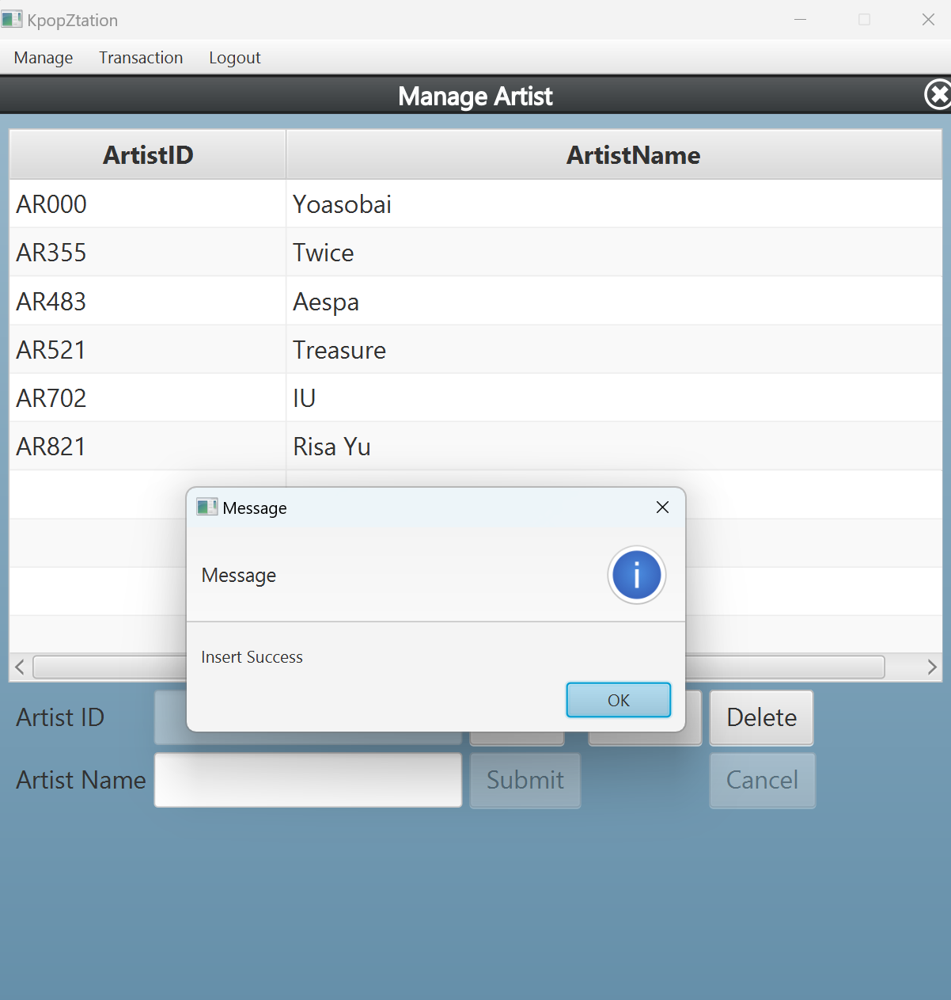 KpopZtation
Manage Transaction Logout
Manage Artist
ArtistID ArtistName
AR000 Yoasobai
AR355 Twice
AR483 Aespa
AR521 Treasure
AR702 IU
AR821 Risa Yu
Message
Message
Insert Success
OK
Artist ID Delete
Artist Name Submit Cancel